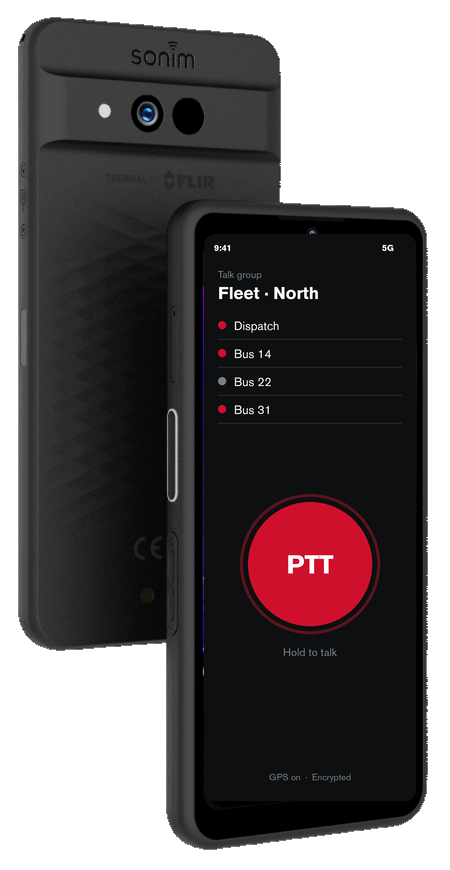 sonim
THERMAL BY FLIR
CE
9:41 5G
Talk group
Fleet · North
Dispatch
Bus 14
Bus 22
Bus 31
PTT
Hold to talk
GPS on · Encrypted